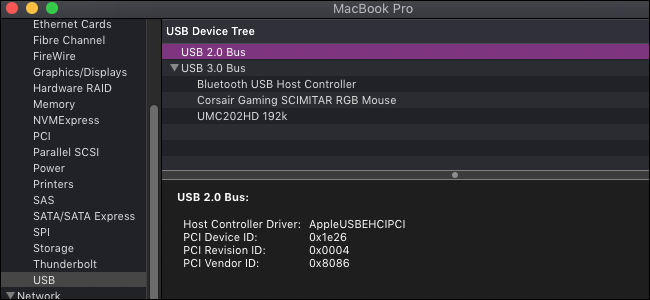 MacBook Pro
Ethernet Cards
Fibre Channel
FireWire
Graphics/Displays
Hardware RAID
Memory
NVMExpress
PCI
Parallel SCSI
Power
Printers
SAS
SATA/SATA Express
SPI
Storage
Thunderbolt
USB
Network
USB Device Tree
USB 2.0 Bus
USB 3.0 Bus
Bluetooth USB Host Controller
Corsair Gaming SCIMITAR RGB Mouse
UMC202HD 192k
USB 2.0 Bus:
Host Controller Driver: AppleUSBEHCIPCI
PCI Device ID: 0x1e26
PCI Revision ID: 0x0004
PCI Vendor ID: 0x8086